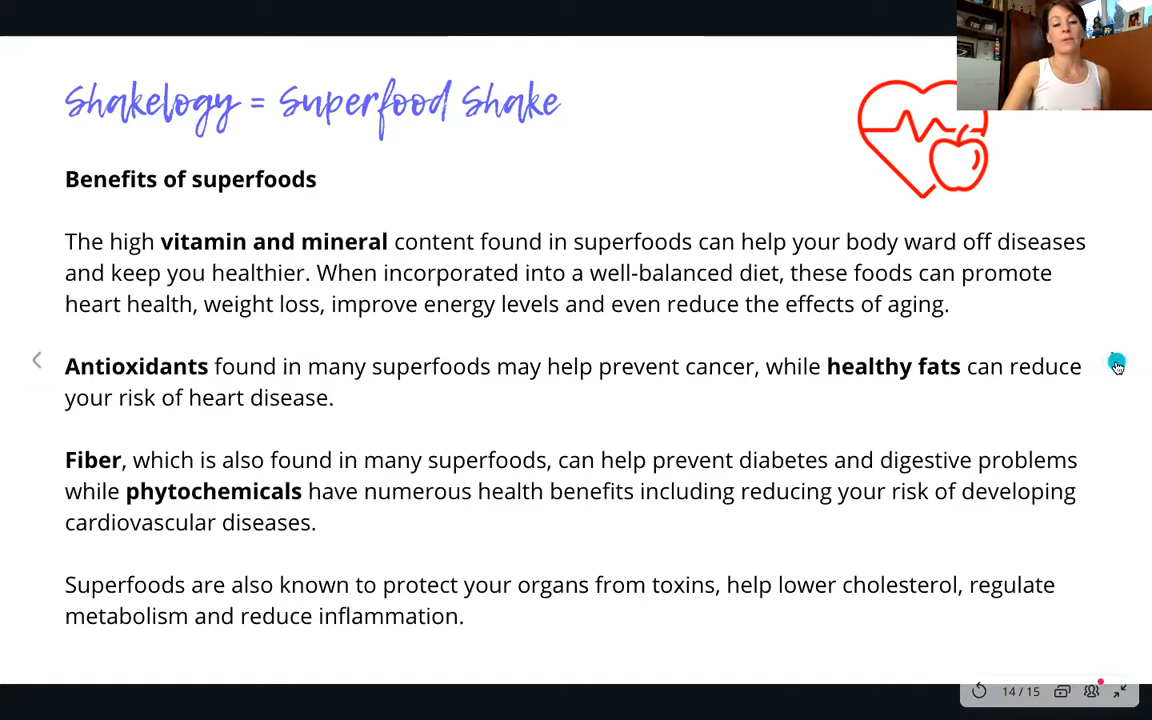 Shakelogy = Superfood Shake
Benefits of superfoods
The high vitamin and mineral content found in superfoods can help your body ward off diseases
and keep you healthier. When incorporated into a well-balanced diet, these foods can promote
heart health, weight loss, improve energy levels and even reduce the effects of aging.
Antioxidants found in many superfoods may help prevent cancer, while healthy fats can reduce
your risk of heart disease.
Fiber, which is also found in many superfoods, can help prevent diabetes and digestive problems
while phytochemicals have numerous health benefits including reducing your risk of developing
cardiovascular diseases.
Superfoods are also known to protect your organs from toxins, help lower cholesterol, regulate
metabolism and reduce inflammation.
14 / 15